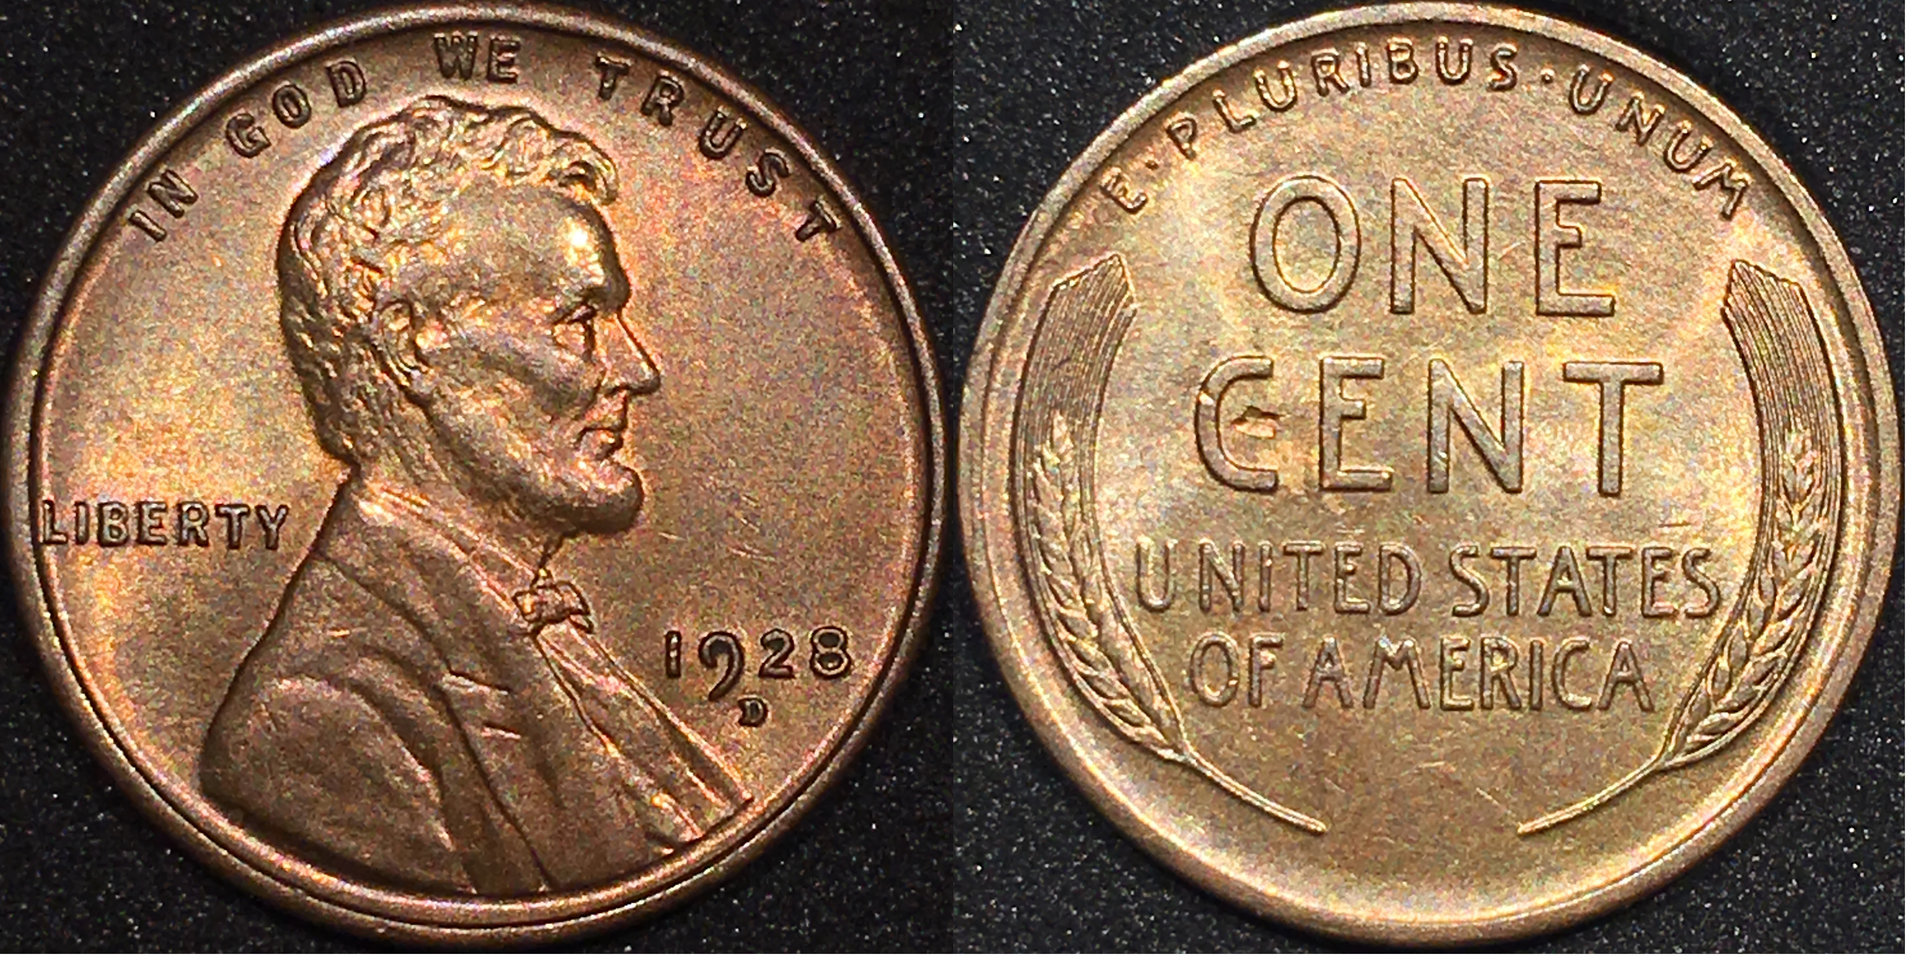 IN GOD WE TRUST
LIBERTY
1928
D
E·PLURIBUS·UNUM
ONE
CENT
UNITED STATES
OF AMERICA